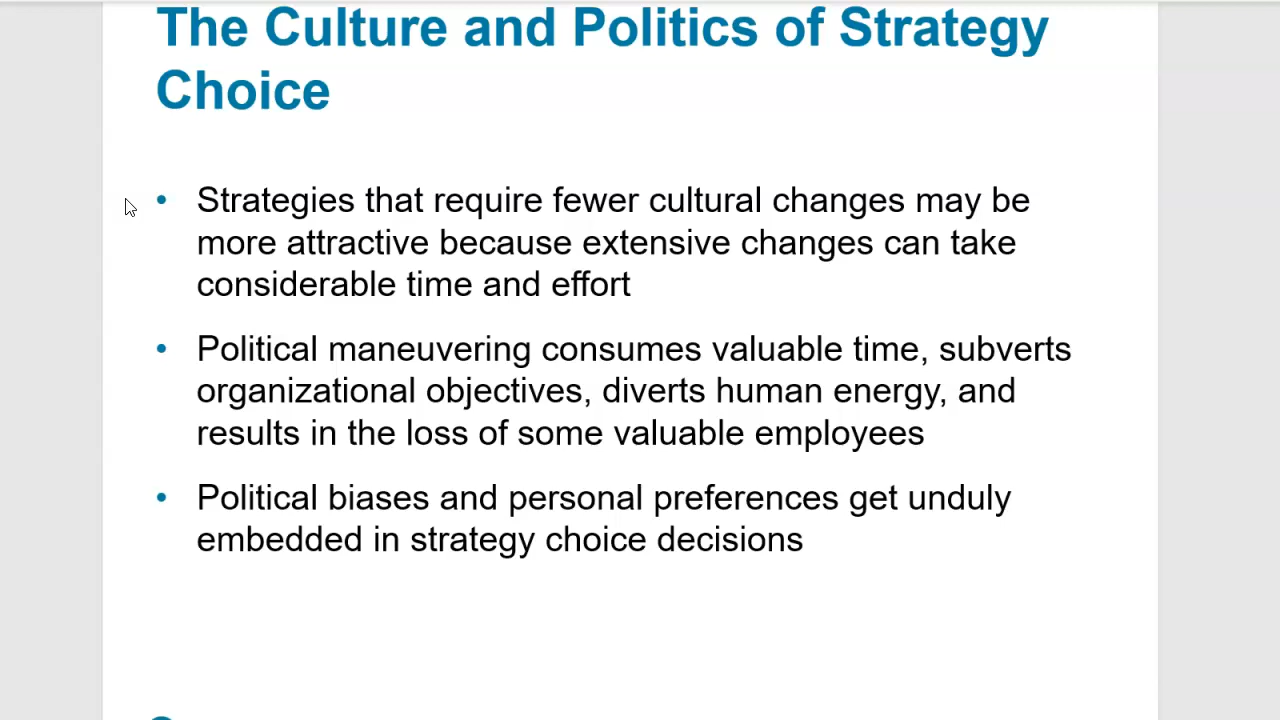 The Culture and Politics of Strategy
Choice
• Strategies that require fewer cultural changes may be
more attractive because extensive changes can take
considerable time and effort
• Political maneuvering consumes valuable time, subverts
organizational objectives, diverts human energy, and
results in the loss of some valuable employees
• Political biases and personal preferences get unduly
embedded in strategy choice decisions